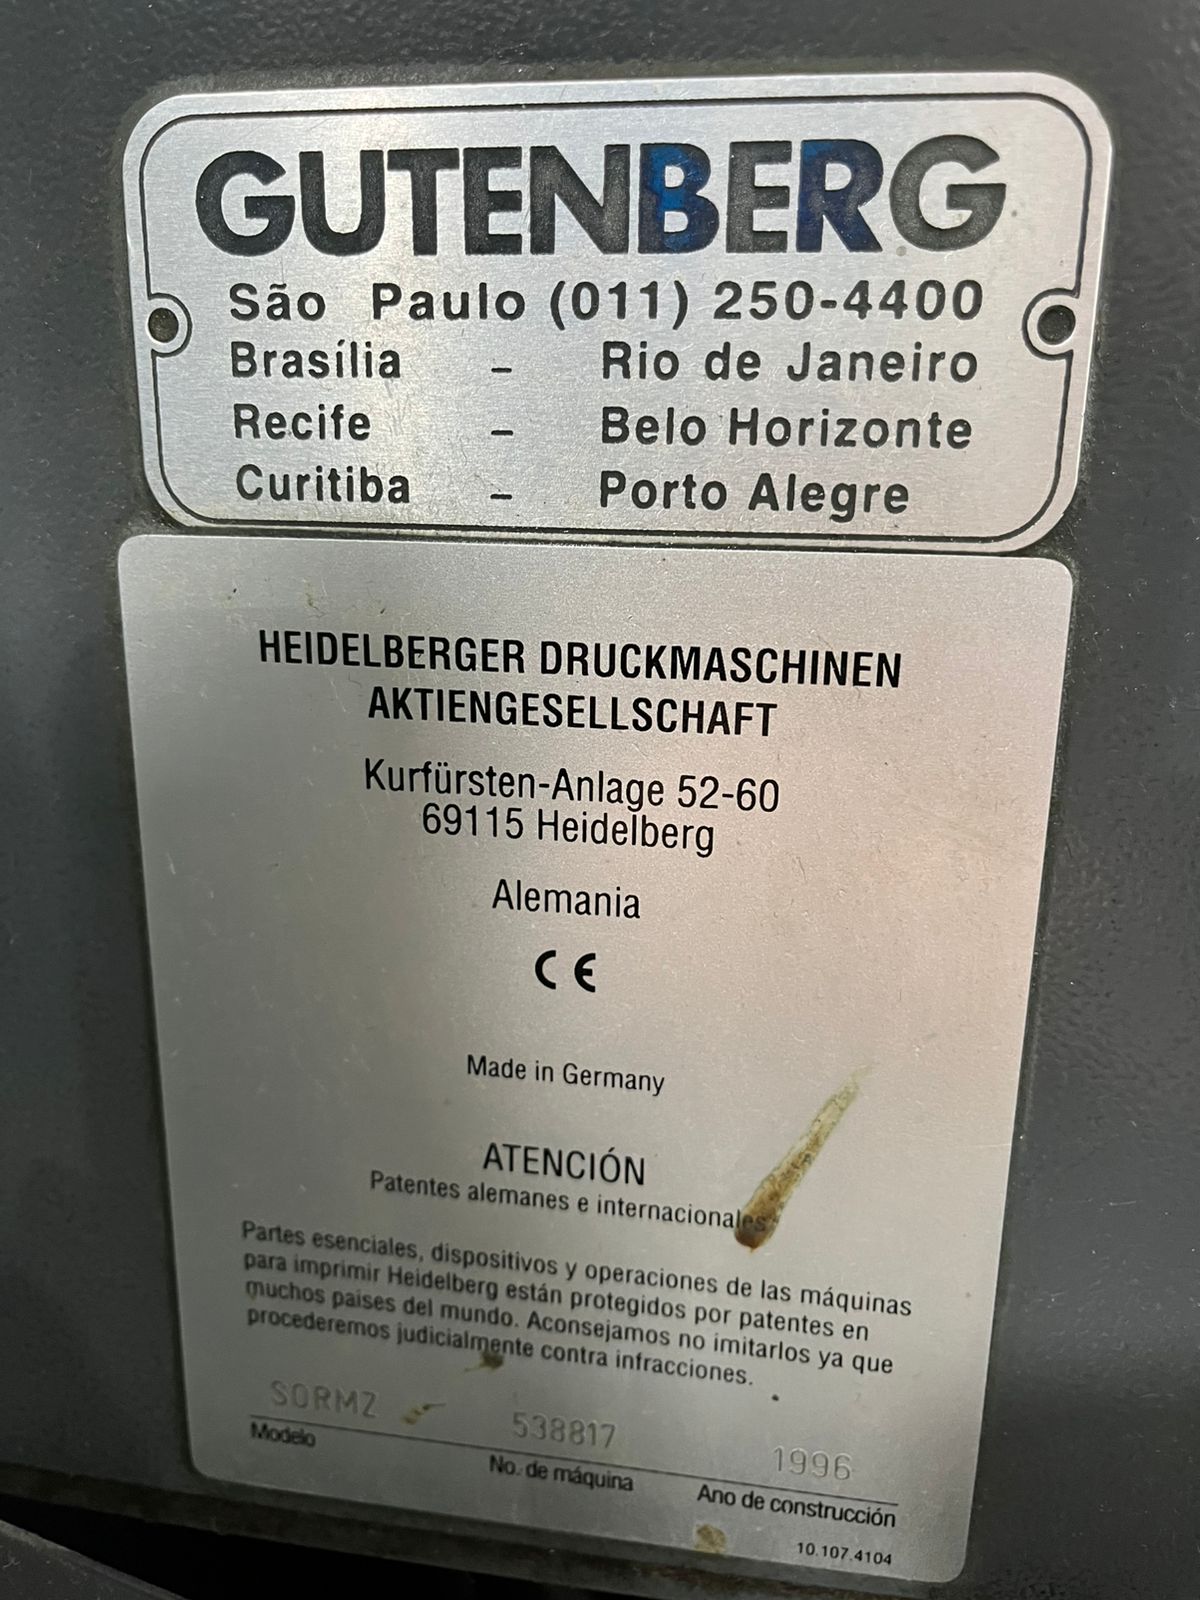 GUTENBERG
São Paulo (011) 250-4400
Brasília - Rio de Janeiro
Recife - Belo Horizonte
Curitiba - Porto Alegre
HEIDELBERGER DRUCKMASCHINEN
AKTIENGESELLSCHAFT
Kurfürsten-Anlage 52-60
69115 Heidelberg
Alemania
CE
Made in Germany
ATENCIÓN
Patentes alemanes e internacionales
Partes esenciales, dispositivos y operaciones de las máquinas
para imprimir Heidelberg están protegidos por patentes en
muchos paises del mundo. Aconsejamos no imitarlos ya que
procederemos judicialmente contra infracciones.
SORMZ 538817 1996
Modelo No. de máquina Ano de construcción
10.107.4104